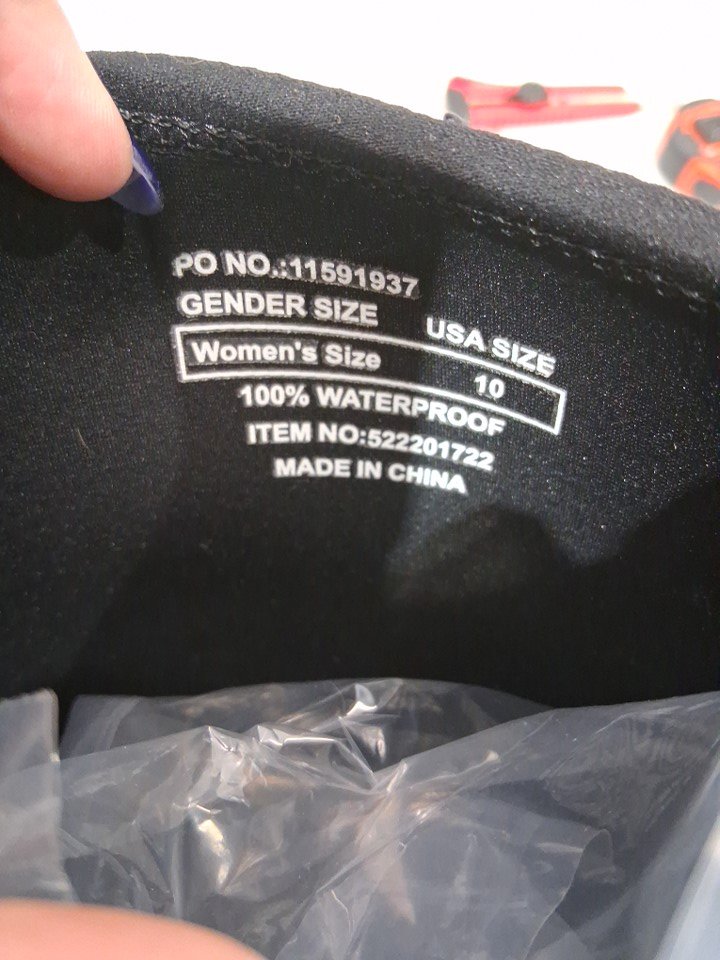 PO NO.:11591937
GENDER SIZE USA SIZE
Women's Size 10
100% WATERPROOF
ITEM NO:522201722
MADE IN CHINA